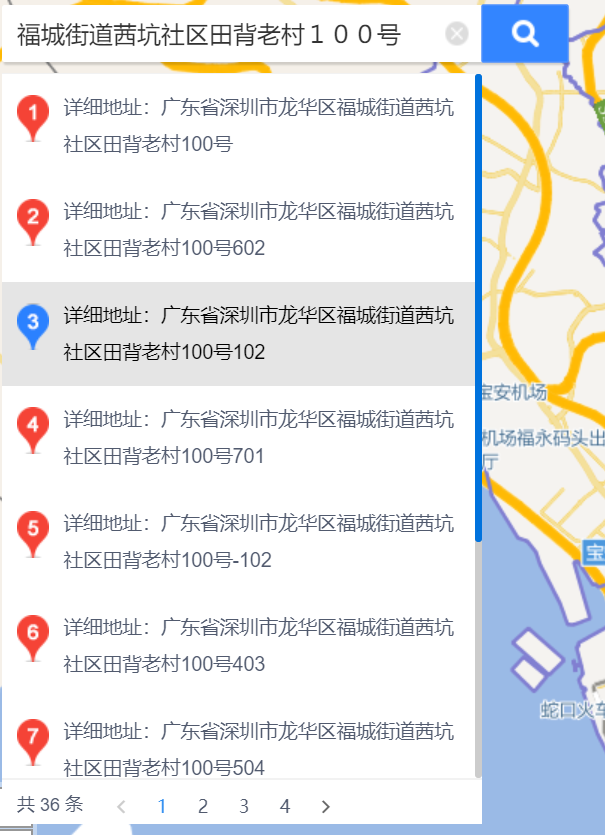 福城街道茜坑社区田背老村１００号
1
详细地址：广东省深圳市龙华区福城街道茜坑
社区田背老村100号
2
详细地址：广东省深圳市龙华区福城街道茜坑
社区田背老村100号602
3
详细地址：广东省深圳市龙华区福城街道茜坑
社区田背老村100号102
宝安机场
4
详细地址：广东省深圳市龙华区福城街道茜坑
社区田背老村100号701
机场福永码头出
厅
5
详细地址：广东省深圳市龙华区福城街道茜坑
社区田背老村100号-102
宝
6
详细地址：广东省深圳市龙华区福城街道茜坑
社区田背老村100号403
蛇口火车
7
详细地址：广东省深圳市龙华区福城街道茜坑
社区田背老村100号504
共 36 条 < 1 2 3 4 >